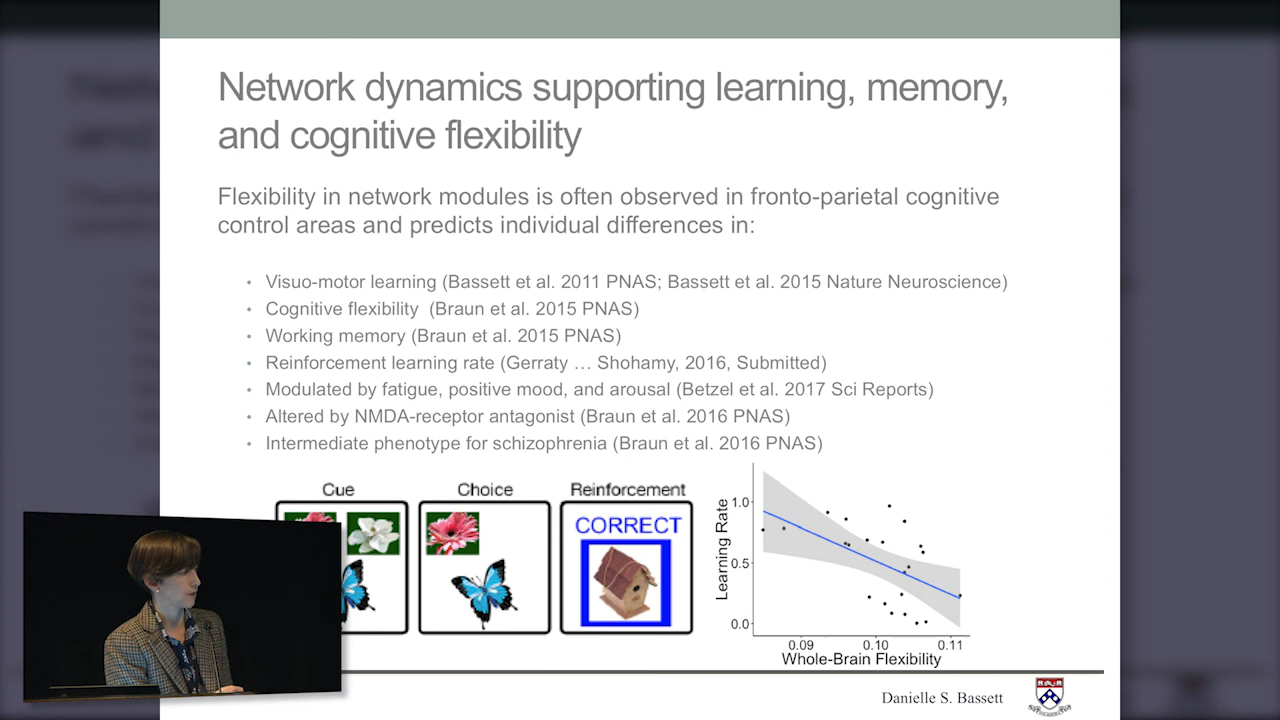 Network dynamics supporting learning, memory,
and cognitive flexibility
Flexibility in network modules is often observed in fronto-parietal cognitive
control areas and predicts individual differences in:
• Visuo-motor learning (Bassett et al. 2011 PNAS; Bassett et al. 2015 Nature Neuroscience)
• Cognitive flexibility (Braun et al. 2015 PNAS)
• Working memory (Braun et al. 2015 PNAS)
• Reinforcement learning rate (Gerraty … Shohamy, 2016, Submitted)
• Modulated by fatigue, positive mood, and arousal (Betzel et al. 2017 Sci Reports)
• Altered by NMDA-receptor antagonist (Braun et al. 2016 PNAS)
• Intermediate phenotype for schizophrenia (Braun et al. 2016 PNAS)
Cue
Choice
Reinforcement
CORRECT
Learning Rate
1.0
0.5
0.0
0.09 0.10 0.11
Whole-Brain Flexibility
Danielle S. Bassett